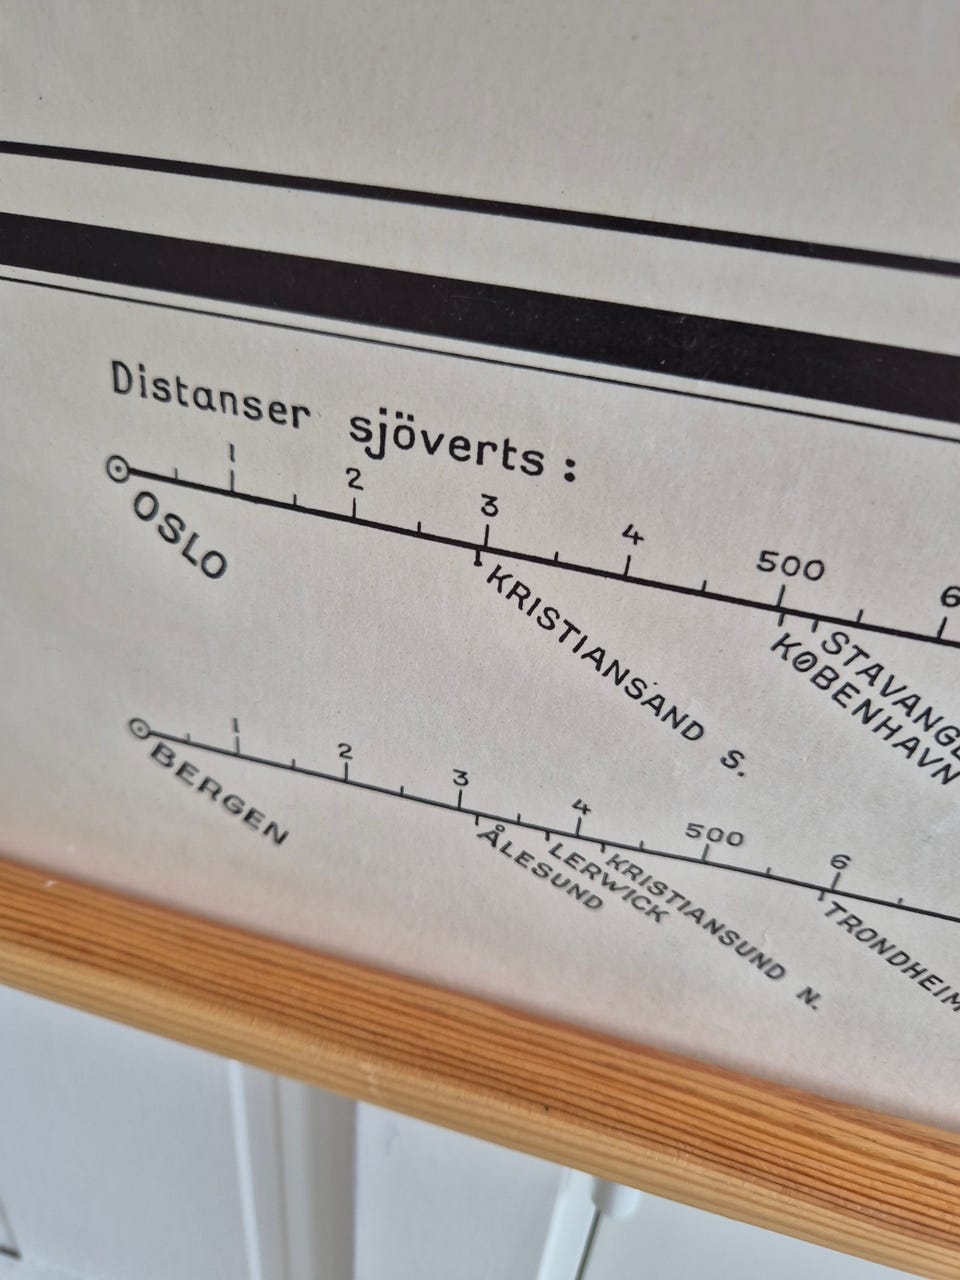 Distanser sjöverts:
1 2 3 4 500 6
OSLO
KRISTIANSAND S.
KØBENHAVN
1 2 3 4 500 6
BERGEN
ÅLESUND
LERWICK
KRISTIANSUND N.
TRONDHEIM